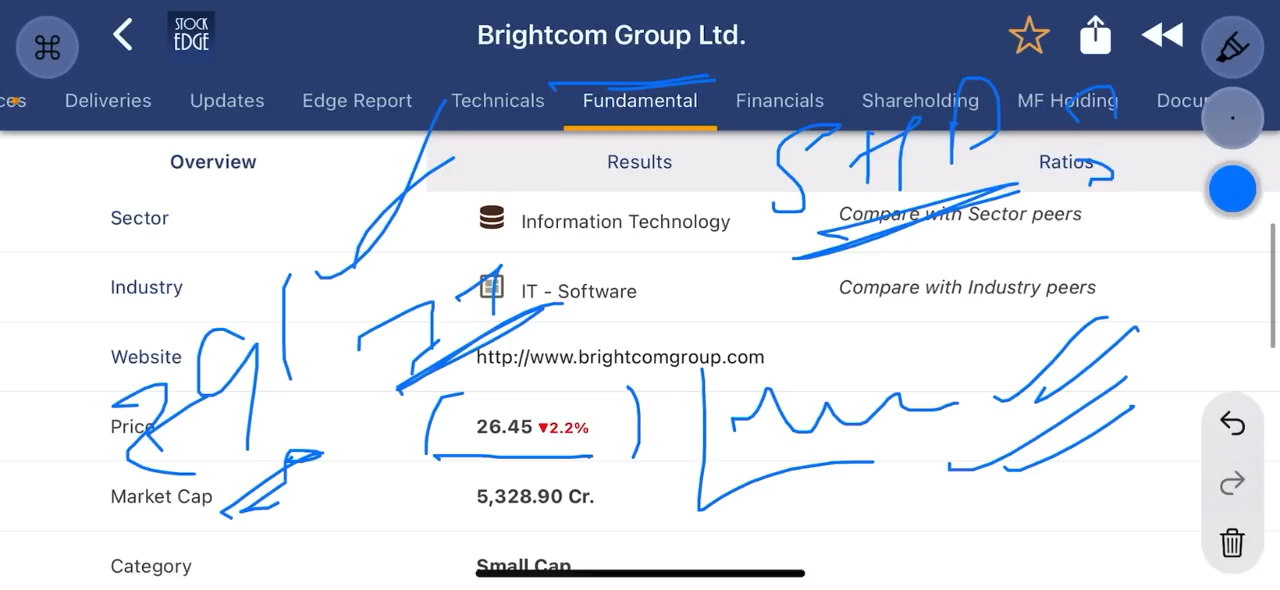 STOCK
EDGE
Brightcom Group Ltd.
Deliveries Updates Edge Report Technicals Fundamental Financials Shareholding MF Holding
Overview Results Ratios
SHP
Sector Information Technology Compare with Sector peers
Industry IT - Software Compare with Industry peers
Website http://www.brightcomgroup.com
Price 26.45 ▼2.2%
Market Cap 5,328.90 Cr.
Category Small Cap